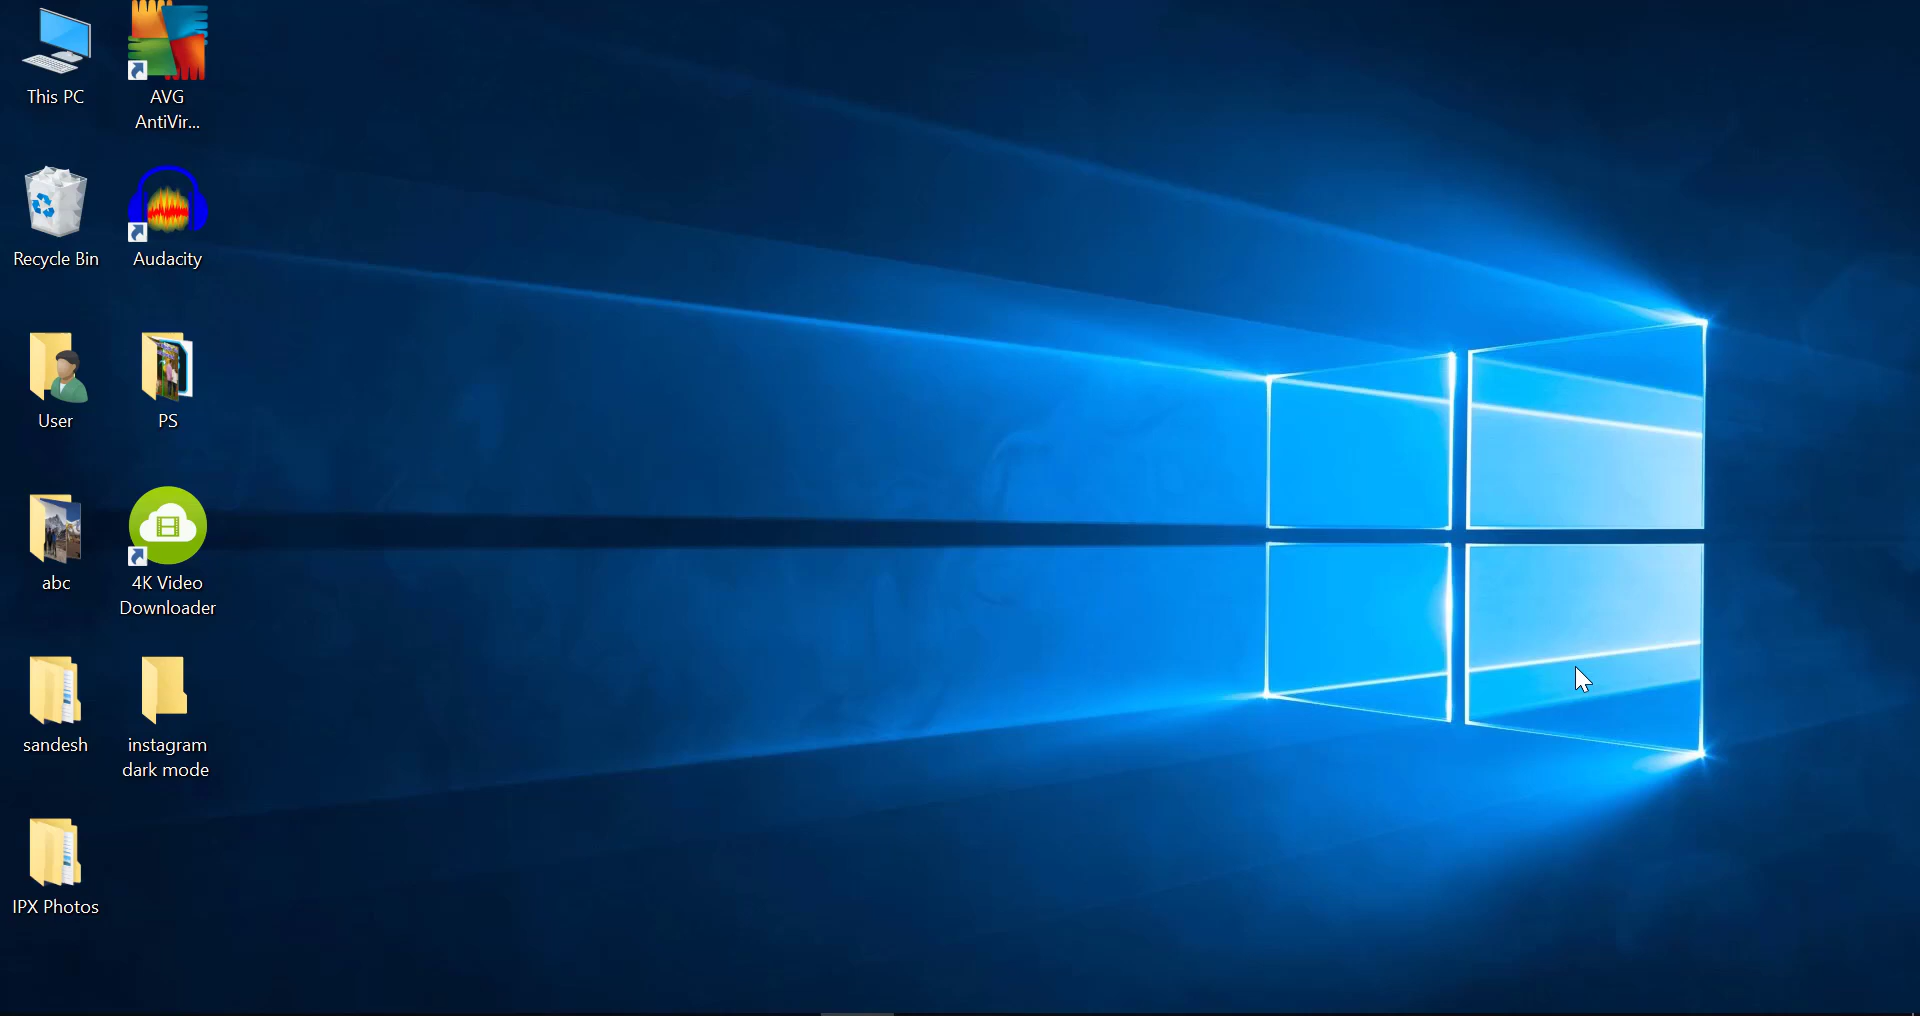 This PC
AVG
AntiVir...
Recycle Bin
Audacity
User
PS
abc
4K Video
Downloader
sandesh
instagram
dark mode
IPX Photos